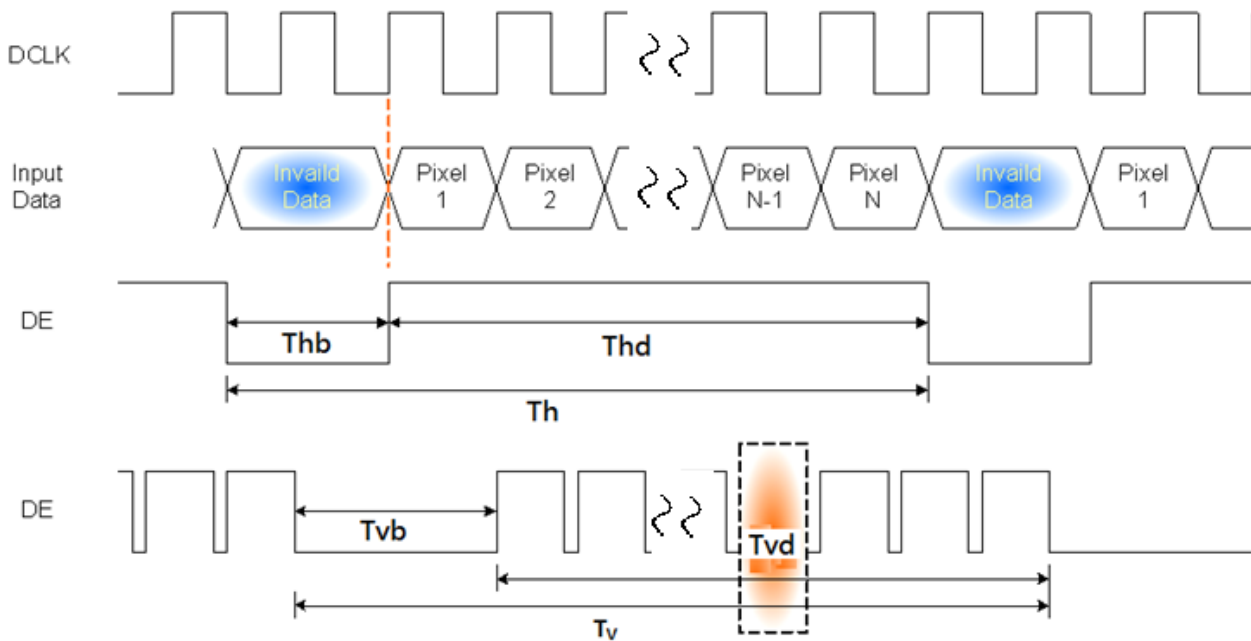 DCLK
Input
Data
Invaild
Data
Pixel
1
Pixel
2
Pixel
N-1
Pixel
N
Invaild
Data
Pixel
1
DE
Thb
Thd
Th
DE
Tvb
Tvd
Tv